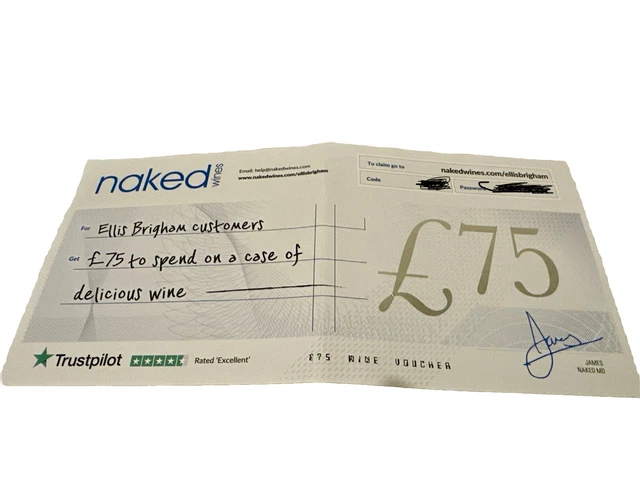 naked wines
Email: help@nakedwines.com
www.nakedwines.com/ellisbrigham
To claim go to
nakedwines.com/ellisbrigham
Code
Password
For Ellis Brigham customers
Get £75 to spend on a case of
delicious wine
£75
Trustpilot
Rated 'Excellent'
£75 WINE VOUCHER
James
JAMES
NAKED MD